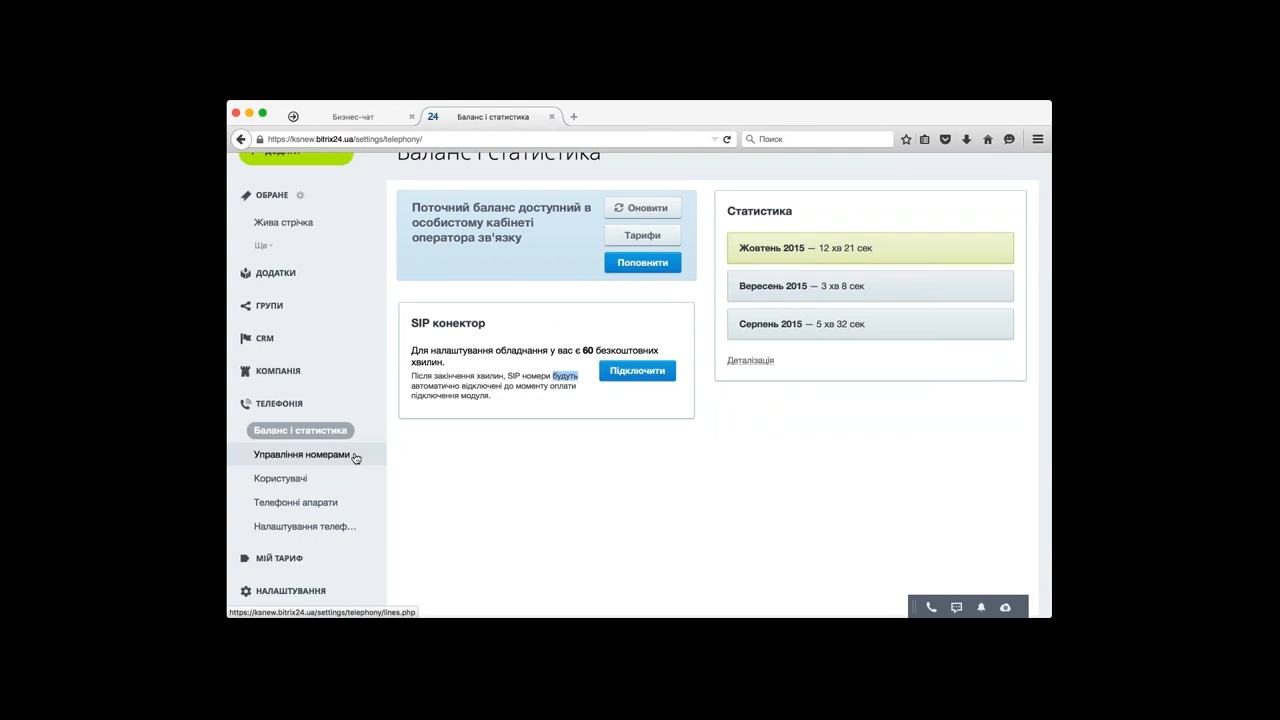 Бизнес-чат
24 Баланс і статистика
https://ksnew.bitrix24.ua/settings/telephony/
Поиск
ДОДАТИ
Баланс і статистика
ОБРАНЕ
Жива стрічка
Ще
ДОДАТКИ
ГРУПИ
CRM
КОМПАНІЯ
ТЕЛЕФОНІЯ
Баланс і статистика
Управління номерами
Користувачі
Телефонні апарати
Налаштування телеф...
МІЙ ТАРИФ
НАЛАШТУВАННЯ
Поточний баланс доступний в
особистому кабінеті
оператора зв'язку
Оновити
Тарифи
Поповнити
SIP конектор
Для налаштування обладнання у вас є 60 безкоштовних
хвилин.
Після закінчення хвилин, SIP номери будуть
автоматично відключені до моменту оплати
підключення модуля.
Підключити
Статистика
Жовтень 2015 — 12 хв 21 сек
Вересень 2015 — 3 хв 8 сек
Серпень 2015 — 5 хв 32 сек
Деталізація
https://ksnew.bitrix24.ua/settings/telephony/lines.php